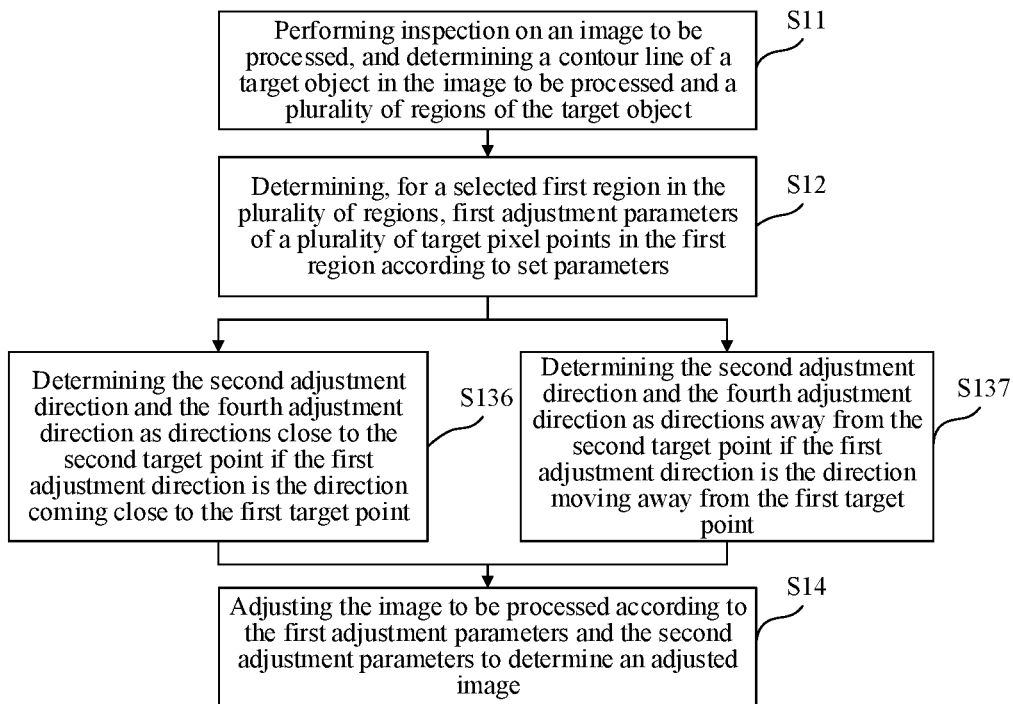 Performing inspection on an image to be
processed, and determining a contour line of a
target object in the image to be processed and a
plurality of regions of the target object
S11
Determining, for a selected first region in the
plurality of regions, first adjustment parameters
of a plurality of target pixel points in the first
region according to set parameters
S12
Determining the second adjustment
direction and the fourth adjustment
direction as directions close to the
second target point if the first
adjustment direction is the direction
coming close to the first target point
S136
Determining the second adjustment
direction and the fourth adjustment
direction as directions away from the
second target point if the first
adjustment direction is the direction
moving away from the first target
point
S137
Adjusting the image to be processed according to
the first adjustment parameters and the second
adjustment parameters to determine an adjusted
image
S14